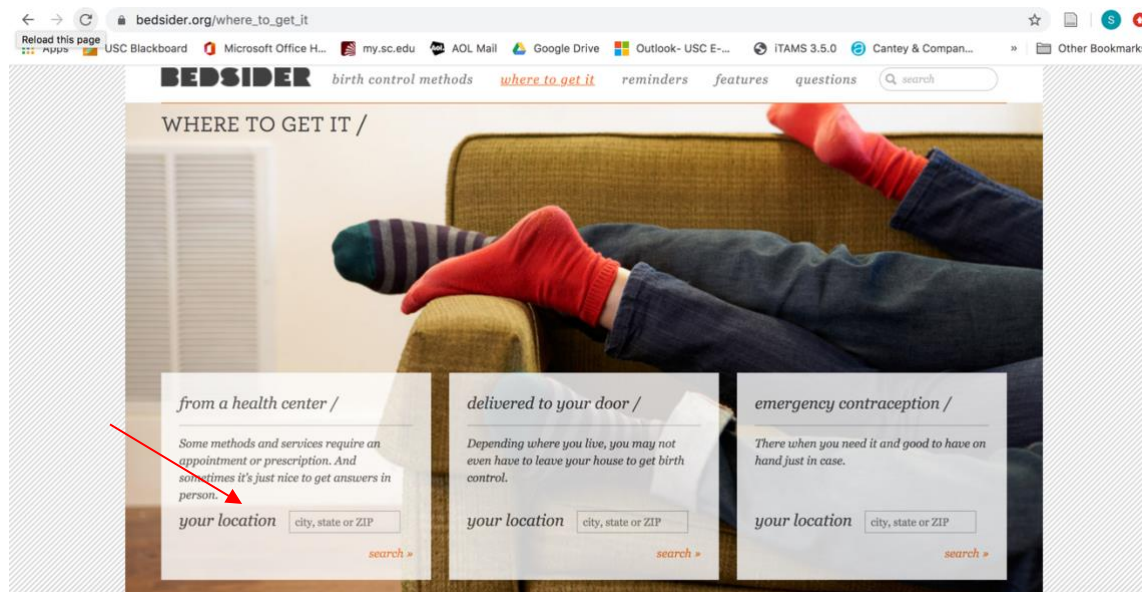 bedsider.org/where_to_get_it
S
Reload this page
Apps USC Blackboard Microsoft Office H... my.sc.edu Aol. AOL Mail Google Drive Outlook- USC E-... iTAMS 3.5.0 Cantey & Compan... » Other Bookmarks
BEDSIDER birth control methods where to get it reminders features questions search
WHERE TO GET IT /
from a health center /
Some methods and services require an
appointment or prescription. And
sometimes it's just nice to get answers in
person.
your location city, state or ZIP
search »
delivered to your door /
Depending where you live, you may not
even have to leave your house to get birth
control.
your location city, state or ZIP
search »
emergency contraception /
There when you need it and good to have on
hand just in case.
your location city, state or ZIP
search »